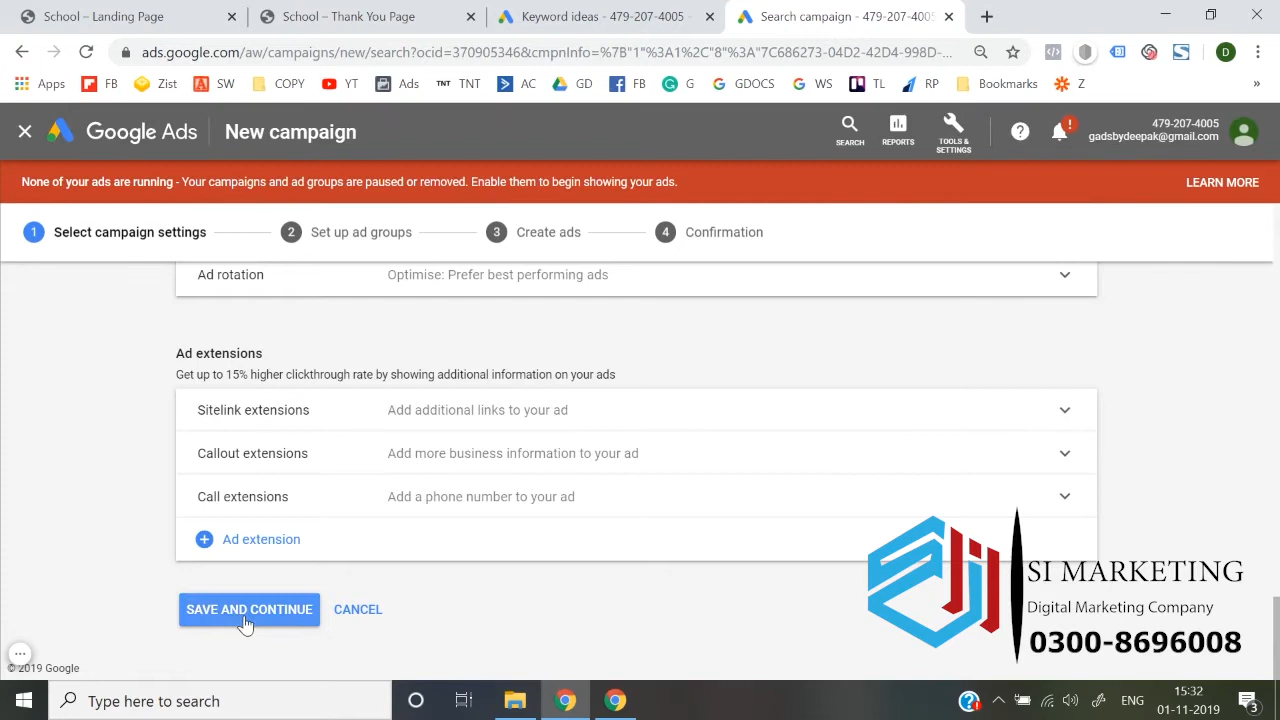 School – Landing Page
School – Thank You Page
Keyword ideas - 479-207-4005 -
Search campaign - 479-207-4005
ads.google.com/aw/campaigns/new/search?ocid=370905346&cmpnInfo=%7B"1"%3A1%2C"8"%3A"7C686273-04D2-42D4-998D-...
D
Apps
FB
Zist
SW
COPY
YT
Ads
TNT
TNT
AC
GD
FB
G
GDOCS
WS
TL
RP
Bookmarks
Z
»
Google Ads
New campaign
SEARCH
REPORTS
TOOLS & SETTINGS
479-207-4005
gadsbydeepak@gmail.com
None of your ads are running - Your campaigns and ad groups are paused or removed. Enable them to begin showing your ads.
LEARN MORE
1 Select campaign settings
2 Set up ad groups
3 Create ads
4 Confirmation
Ad rotation
Optimise: Prefer best performing ads
Ad extensions
Get up to 15% higher clickthrough rate by showing additional information on your ads
Sitelink extensions
Add additional links to your ad
Callout extensions
Add more business information to your ad
Call extensions
Add a phone number to your ad
Ad extension
SAVE AND CONTINUE
CANCEL
SI MARKETING
Digital Marketing Company
0300-8696008
© 2019 Google
Type here to search
ENG
15:32
01-11-2019
3